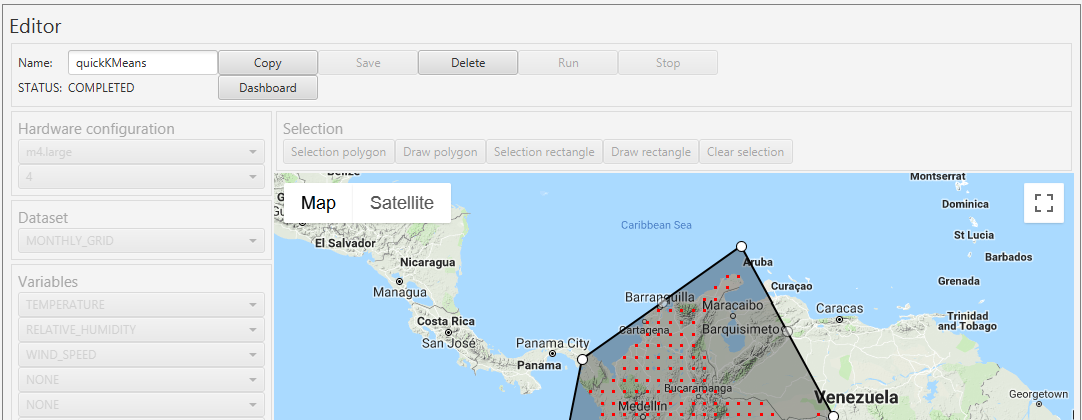 Editor
Name: quickKMeans Copy Save Delete Run Stop
STATUS: COMPLETED Dashboard
Hardware configuration
m4.large
4
Dataset
MONTHLY_GRID
Variables
TEMPERATURE
RELATIVE_HUMIDITY
WIND_SPEED
NONE
NONE
Selection
Selection polygon Draw polygon Selection rectangle Draw rectangle Clear selection
Map Satellite
Montserrat
Dominica
Caribbean Sea
St Lucia
El Salvador
Barbados
Nicaragua
Aruba
Managua
Curaçao
Grenada
Barranquilla
Maracaibo
Caracas
Costa Rica
Cartagena
Barquisimeto
Trinidad
and Tobago
San José
Panama City
Panama
Bucaramanga
Venezuela
Georgetown
Medellín